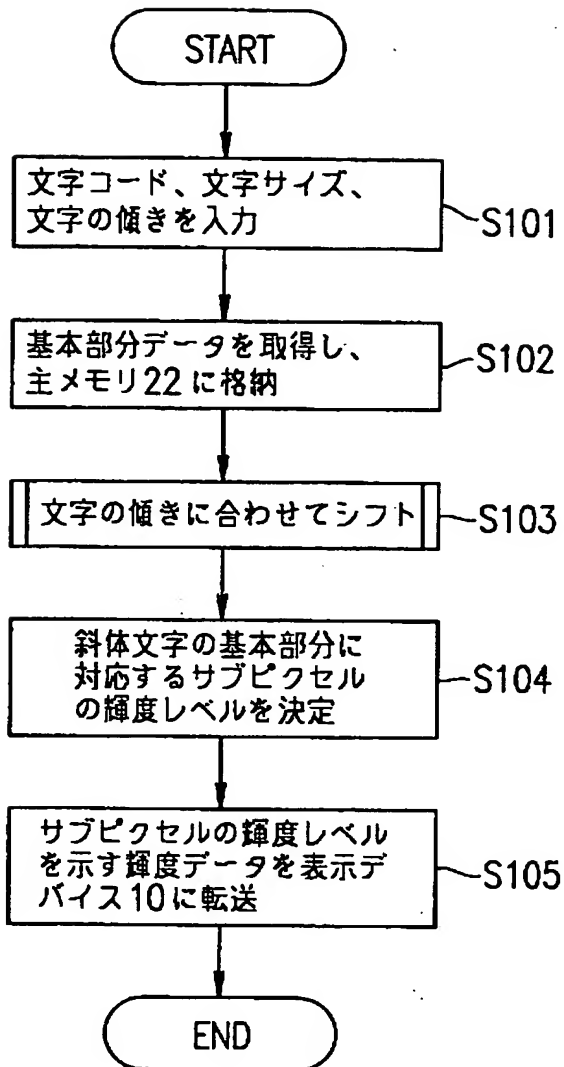 START
文字コード、文字サイズ、
文字の傾きを入力
S101
基本部分データを取得し、
主メモリ22に格納
S102
文字の傾きに合わせてシフト
S103
斜体文字の基本部分に
対応するサブピクセル
の輝度レベルを決定
S104
サブピクセルの輝度レベル
を示す輝度データを表示デ
バイス10に転送
S105
END